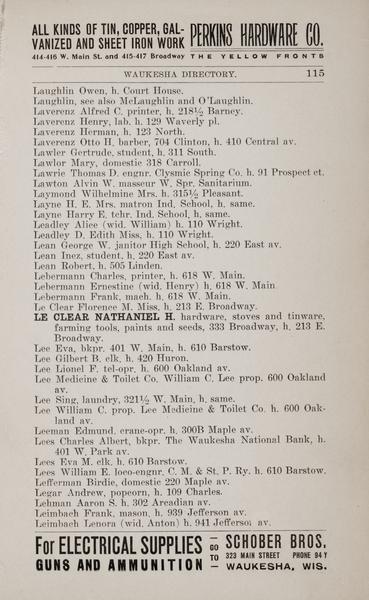 ALL KINDS OF TIN, COPPER, GAL-
VANIZED AND SHEET IRON WORK
PERKINS HARDWARE CO.
414-416 W. Main St. and 415-417 Broadway
THE YELLOW FRONTS
WAUKESHA DIRECTORY. 115
Laughlin Owen, h. Court House.
Laughlin, see also McLaughlin and O'Laughlin.
Laverenz Alfred C. printer, h. 218½ Barney.
Laverenz Henry, lab. h. 129 Waverly pl.
Laverenz Herman, h. 123 North.
Laverenz Otto H, barber, 704 Clinton, h. 410 Central av.
Lawler Gertrude, student, h. 311 South.
Lawlor Mary, domestic 318 Carroll.
Lawrie Thomas D. engnr. Clysmic Spring Co. h. 91 Prospect ct.
Lawton Alvin W. masseur W. Spr. Sanitarium.
Laymond Wilhelmine Mrs. h. 315½ Pleasant.
Layne H. E. Mrs. matron Ind. School, h. same.
Layne Harry E. tchr. Ind. School, h. same.
Leadley Alice (wid. William) h. 110 Wright.
Leadley D. Edith Miss, h. 110 Wright.
Lean George W. janitor High School, h. 220 East av.
Lean Inez, student, h. 220 East av.
Lean Robert, h. 505 Linden.
Lebermann Charles, printer, h. 618 W. Main.
Lebermann Ernestine (wid. Henry) h. 618 W. Main
Lebermann Frank, mach. h. 618 W. Main.
Le Clear Florence M. Miss, h. 213 E. Broadway.
LE CLEAR NATHANIEL H. hardware, stoves and tinware,
farming tools, paints and seeds, 333 Broadway, h. 213 E.
Broadway.
Lee Eva, bkpr. 401 W. Main, h. 610 Barstow.
Lee Gilbert B. clk, h. 420 Huron.
Lee Lionel F. tel-opr. h. 600 Oakland av.
Lee Medicine & Toilet Co. William C. Lee prop. 600 Oakland
av.
Lee Sing, laundry, 321½ W. Main, h. same.
Lee William C. prop. Lee Medicine & Toilet Co. h. 600 Oak-
land av.
Leeman Edmund, crane-opr. h. 300B Maple av.
Lees Charles Albert, bkpr. The Waukesha National Bank, h.
401 W. Park av.
Lees Eva M. clk, h. 610 Barstow.
Lees William E. loco-engnr. C. M. & St. P. Ry. h. 610 Barstow.
Lefferman Birdie, domestic 220 Maple av.
Legar Andrew, popcorn, h. 109 Charles.
Lehman Aaron S. h. 302 Arcadian av.
Leimbach Frank, mason, h. 939 Jefferson av.
Leimbach Lenora (wid. Anton) h. 941 Jefferson av.
For ELECTRICAL SUPPLIES
GUNS AND AMMUNITION
GO
TO
SCHOBER BROS,
323 MAIN STREET PHONE 94 Y
WAUKESHA, WIS.